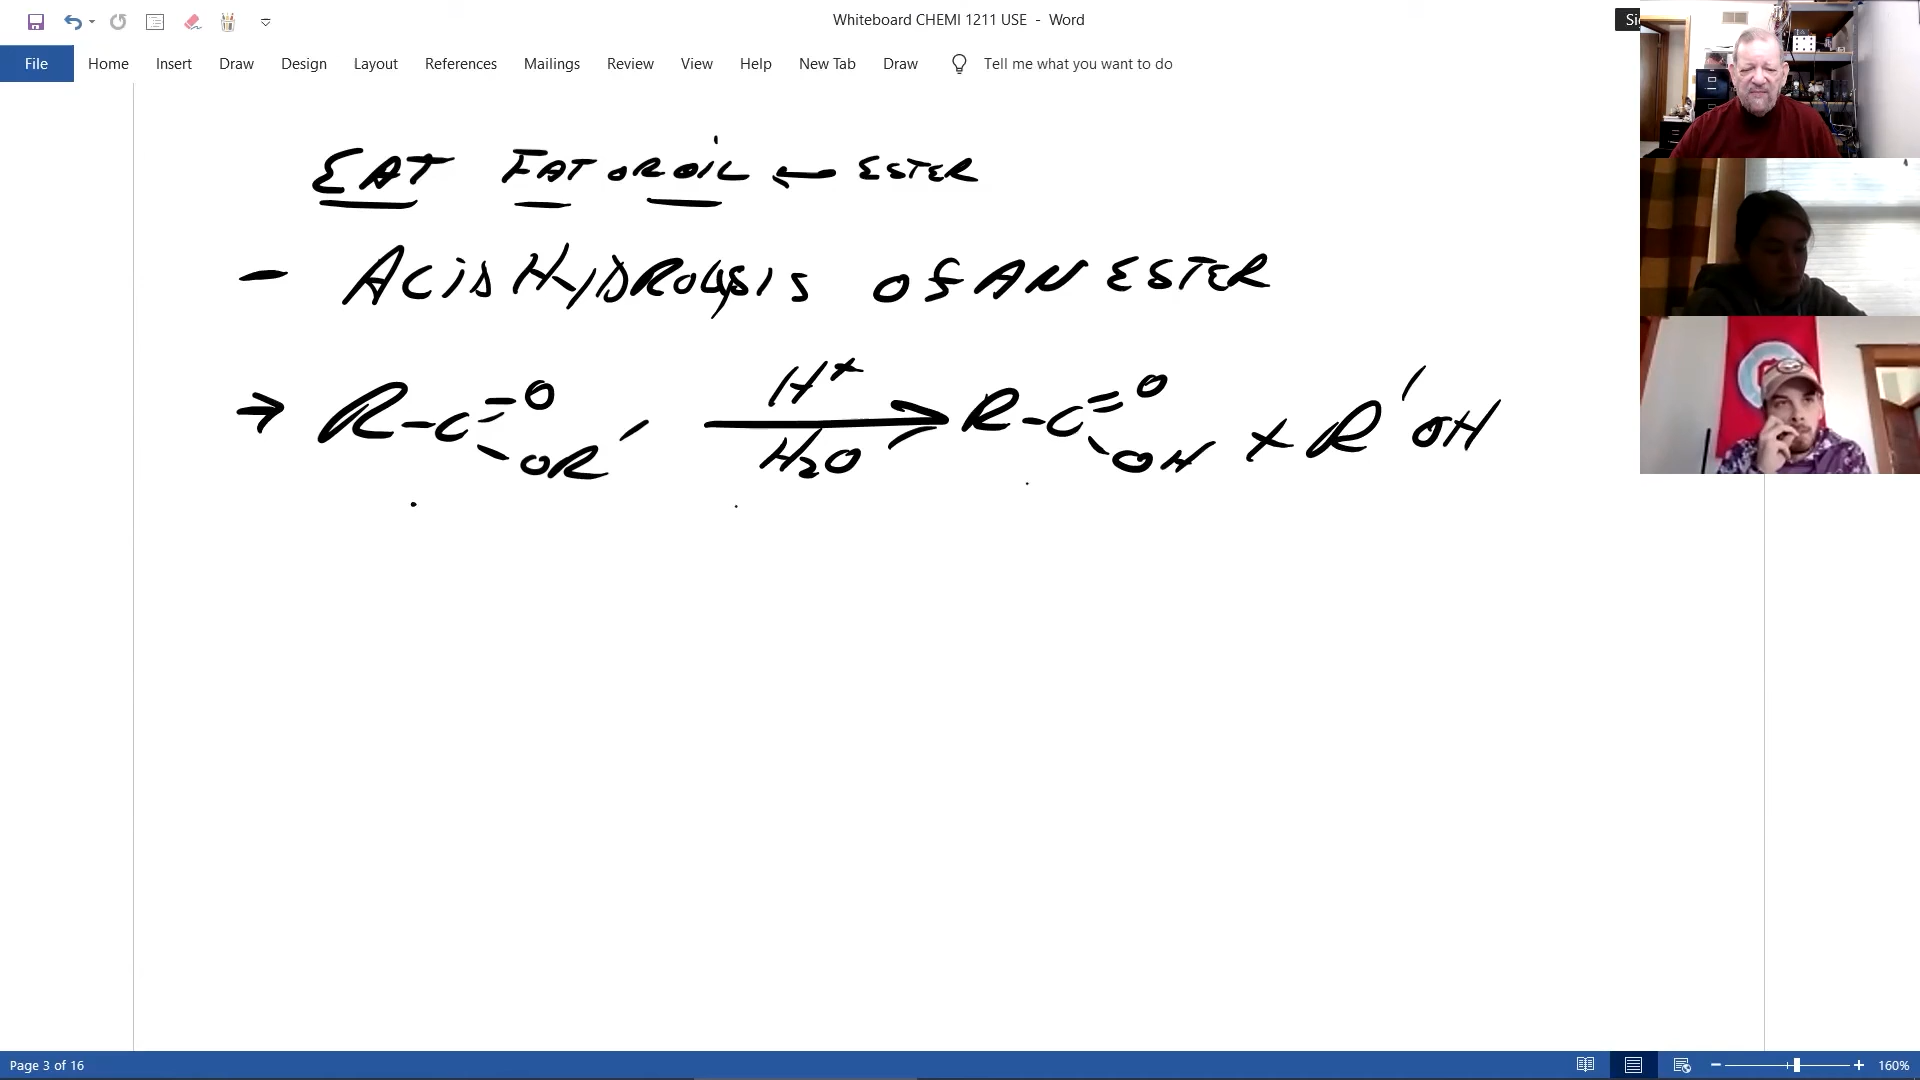 Whiteboard CHEMI 1211 USE - Word
Si
File Home Insert Draw Design Layout References Mailings Review View Help New Tab Draw Tell me what you want to do
EAT FAT OR OIL ← ESTER
- ACID HYDROLYSIS OF AN ESTER
→ R-C=O H+ R-C=O
OR' H2O OH + R'OH
Page 3 of 16 160%